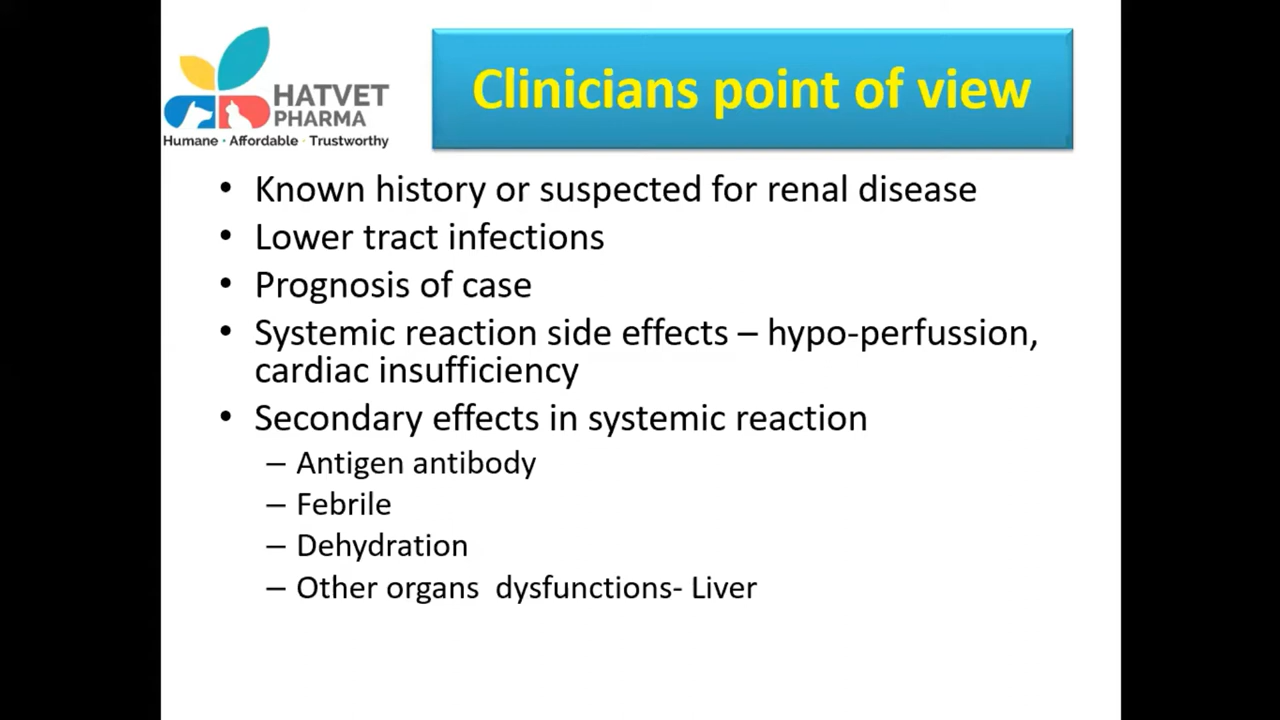 HATVET
PHARMA
Humane · Affordable · Trustworthy
Clinicians point of view
• Known history or suspected for renal disease
• Lower tract infections
• Prognosis of case
• Systemic reaction side effects – hypo-perfussion,
cardiac insufficiency
• Secondary effects in systemic reaction
– Antigen antibody
– Febrile
– Dehydration
– Other organs  dysfunctions- Liver